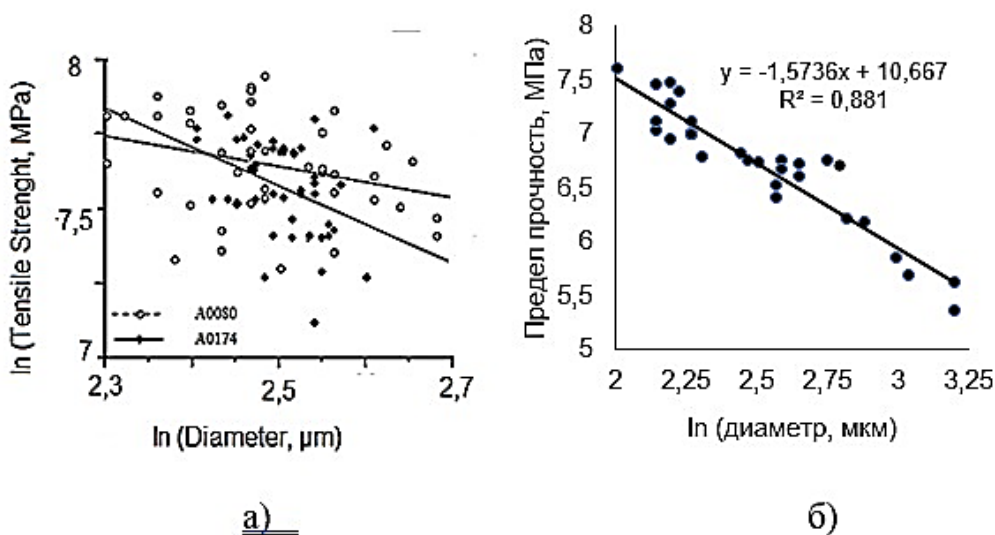 8
7,5
7
2,3
2,5
2,7
ln (Tensile Strenght, MPa)
ln (Diameter, µm)
A0080
A0174
а)
8
7,5
7
6,5
6
5,5
5
2
2,25
2,5
2,75
3
3,25
y = -1,5736x + 10,667
R² = 0,881
Предел прочность, МПа)
ln (диаметр, мкм)
б)